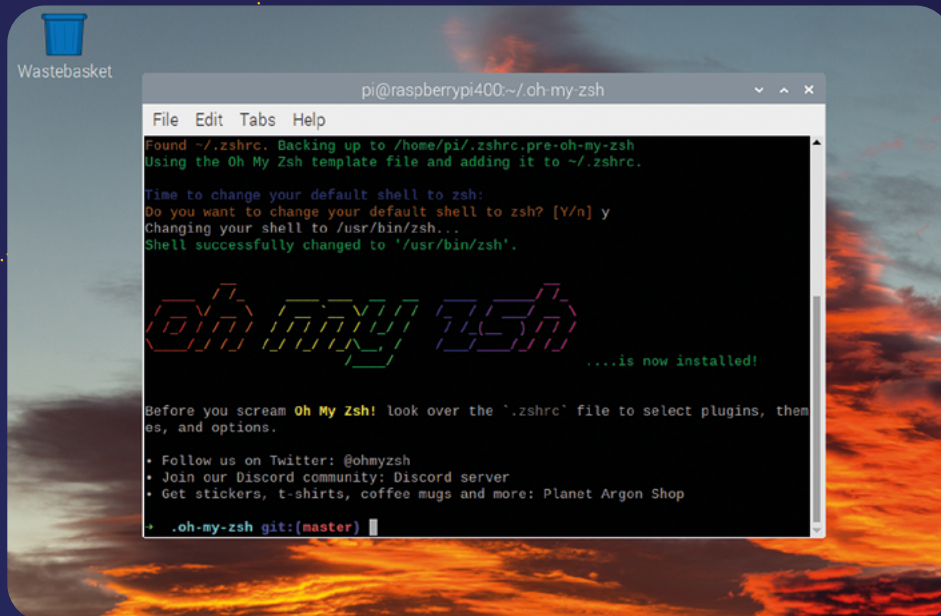 Wastebasket
pi@raspberrypi400:~/.oh-my-zsh
File Edit Tabs Help
Found ~/.zshrc. Backing up to /home/pi/.zshrc.pre-oh-my-zsh
Using the Oh My Zsh template file and adding it to ~/.zshrc.
Time to change your default shell to zsh:
Do you want to change your default shell to zsh? [Y/n] y
Changing your shell to /usr/bin/zsh...
Shell successfully changed to '/usr/bin/zsh'.
oh my zsh
....is now installed!
Before you scream Oh My Zsh! look over the `.zshrc` file to select plugins, them
es, and options.
• Follow us on Twitter: @ohmyzsh
• Join our Discord community: Discord server
• Get stickers, t-shirts, coffee mugs and more: Planet Argon Shop
→ .oh-my-zsh git:(master)